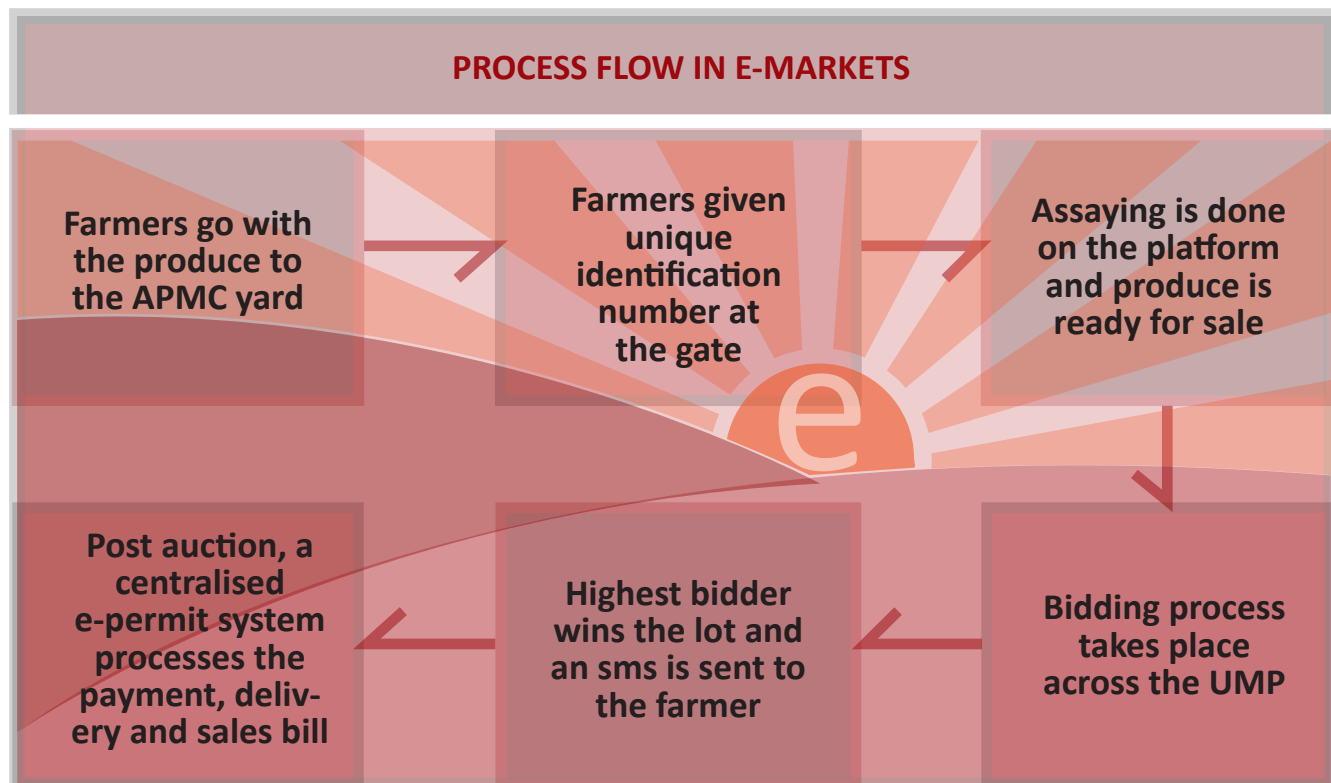 PROCESS FLOW IN E-MARKETS
Farmers go with
the produce to
the APMC yard
Farmers given
unique
identification
number at
the gate
Assaying is done
on the platform
and produce is
ready for sale
e
Bidding process
takes place
across the UMP
Highest bidder
wins the lot and
an sms is sent to
the farmer
Post auction, a
centralised
e-permit system
processes the
payment, deliv-
ery and sales bill